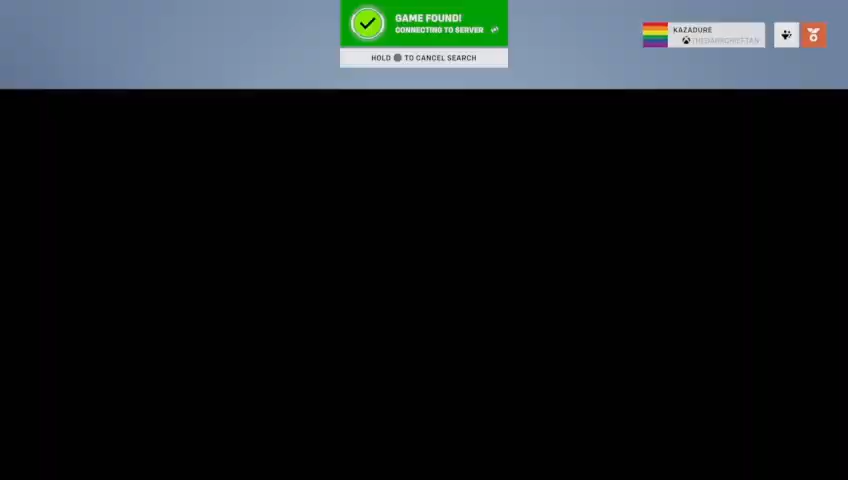 GAME FOUND!
CONNECTING TO SERVER
HOLD TO CANCEL SEARCH
KAZADURE